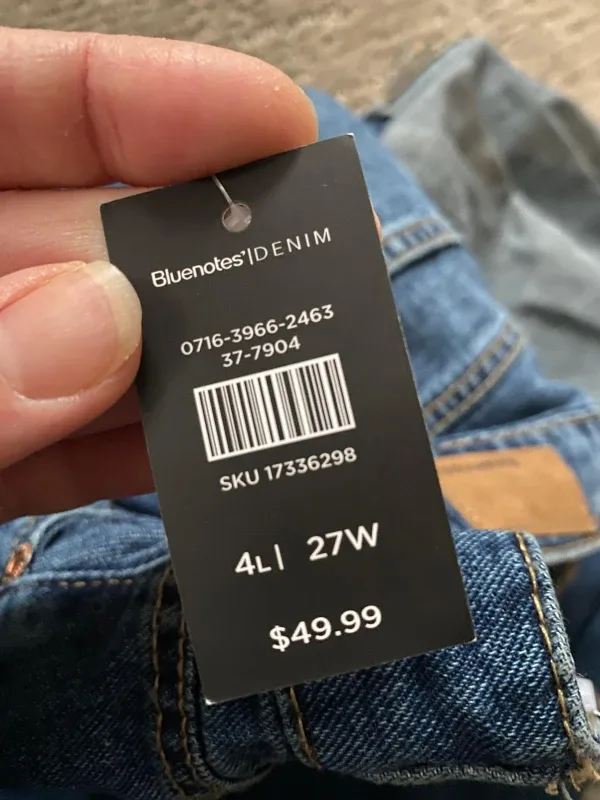 Bluenotes'|DENIM
0716-3966-2463
37-7904
SKU 17336298
4L| 27W
$49.99